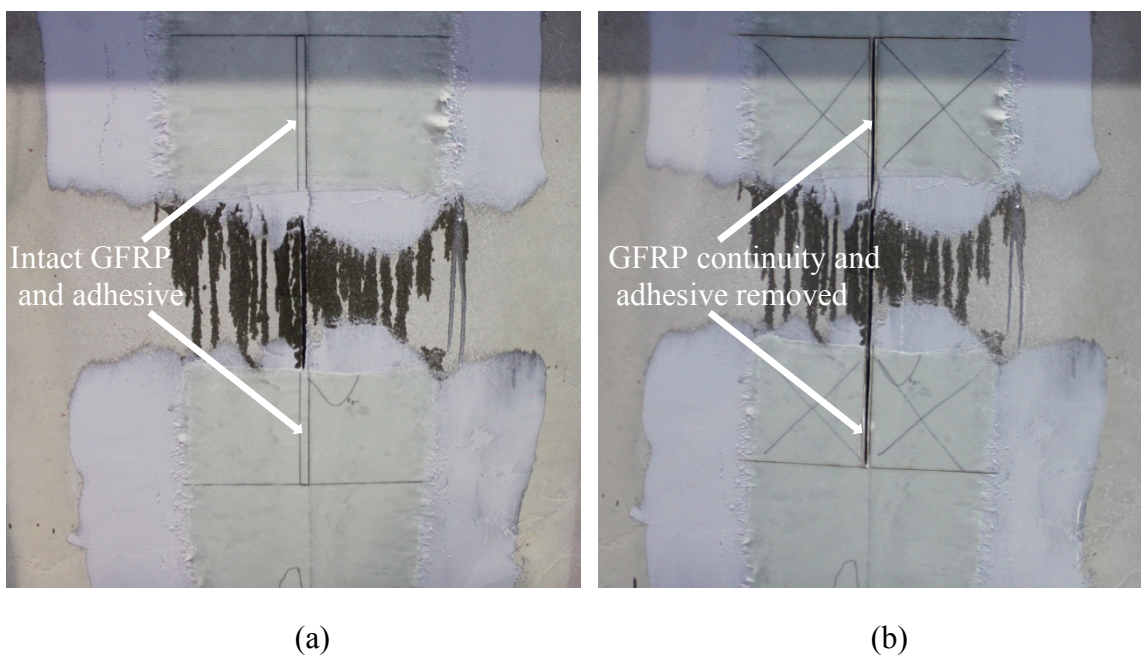 Intact GFRP
and adhesive
GFRP continuity and
adhesive removed
(a)
(b)